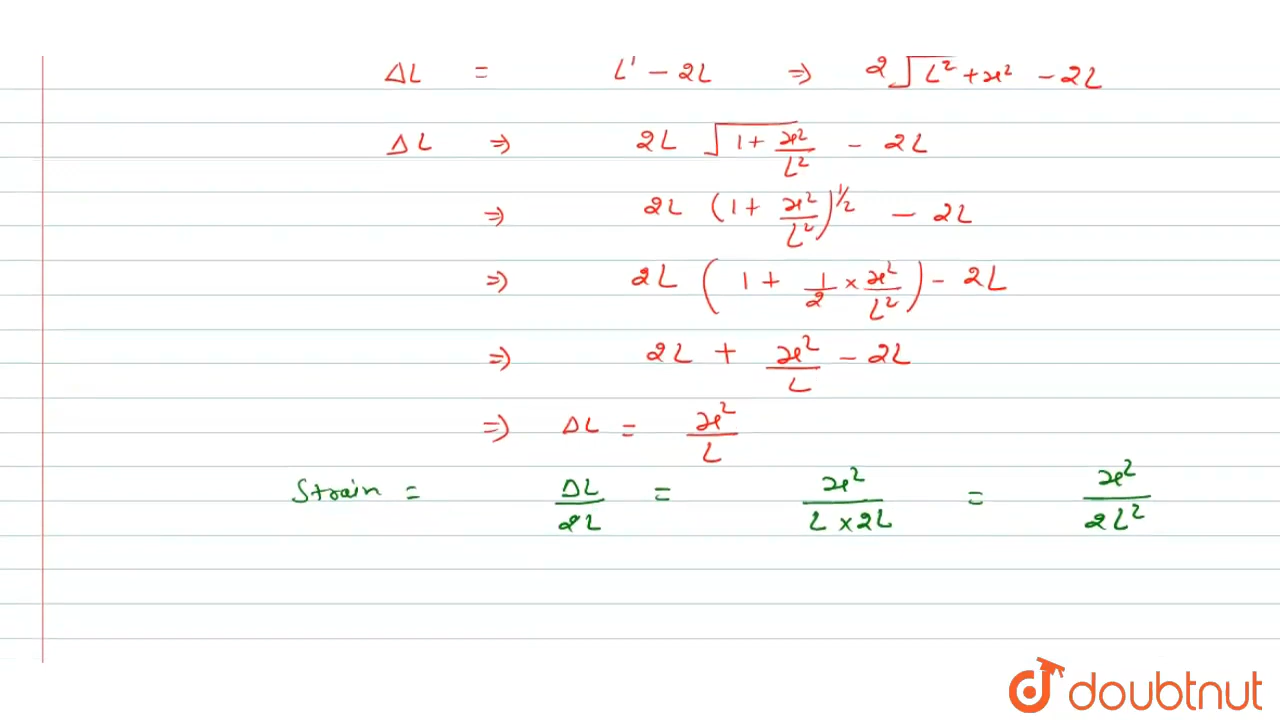 ΔL = L' − 2L ⇒ 2√L² + x² − 2L
ΔL ⇒ 2L √1 + x²/L² − 2L
⇒ 2L (1 + x²/L²)^1/2 − 2L
⇒ 2L (1 + 1/2 × x²/L²) − 2L
⇒ 2L + x²/L − 2L
⇒ ΔL = x²/L
Strain = ΔL/2L = x²/L × 2L = x²/2L²
doubtnut